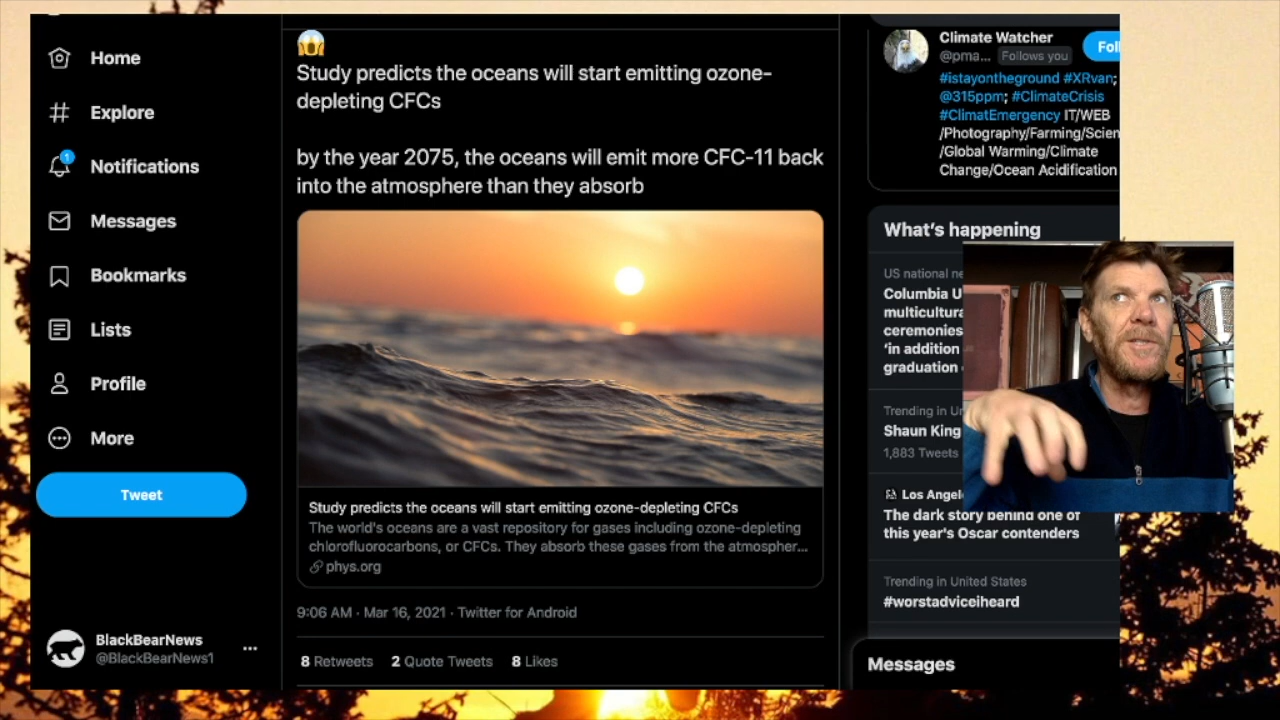 Home
Explore
1
Notifications
Messages
Bookmarks
Lists
Profile
More
Tweet
BlackBearNews
@BlackBearNews1
Study predicts the oceans will start emitting ozone-
depleting CFCs
by the year 2075, the oceans will emit more CFC-11 back
into the atmosphere than they absorb
Study predicts the oceans will start emitting ozone-depleting CFCs
The world's oceans are a vast repository for gases including ozone-depleting
chlorofluorocarbons, or CFCs. They absorb these gases from the atmospher...
phys.org
9:06 AM · Mar 16, 2021 · Twitter for Android
8 Retweets 2 Quote Tweets 8 Likes
Climate Watcher
@pma... Follows you
#istayontheground #XRvan;
@315ppm; #ClimateCrisis
#ClimatEmergency IT/WEB
/Photography/Farming/Scien
/Global Warming/Climate
Change/Ocean Acidification
What's happening
US national ne
Columbia U
multicultura
ceremonies
'in addition
graduation
Trending in Un
Shaun King
1,883 Tweets
Los Angel
The dark story behind one of
this year's Oscar contenders
Trending in United States
#worstadviceiheard
Messages